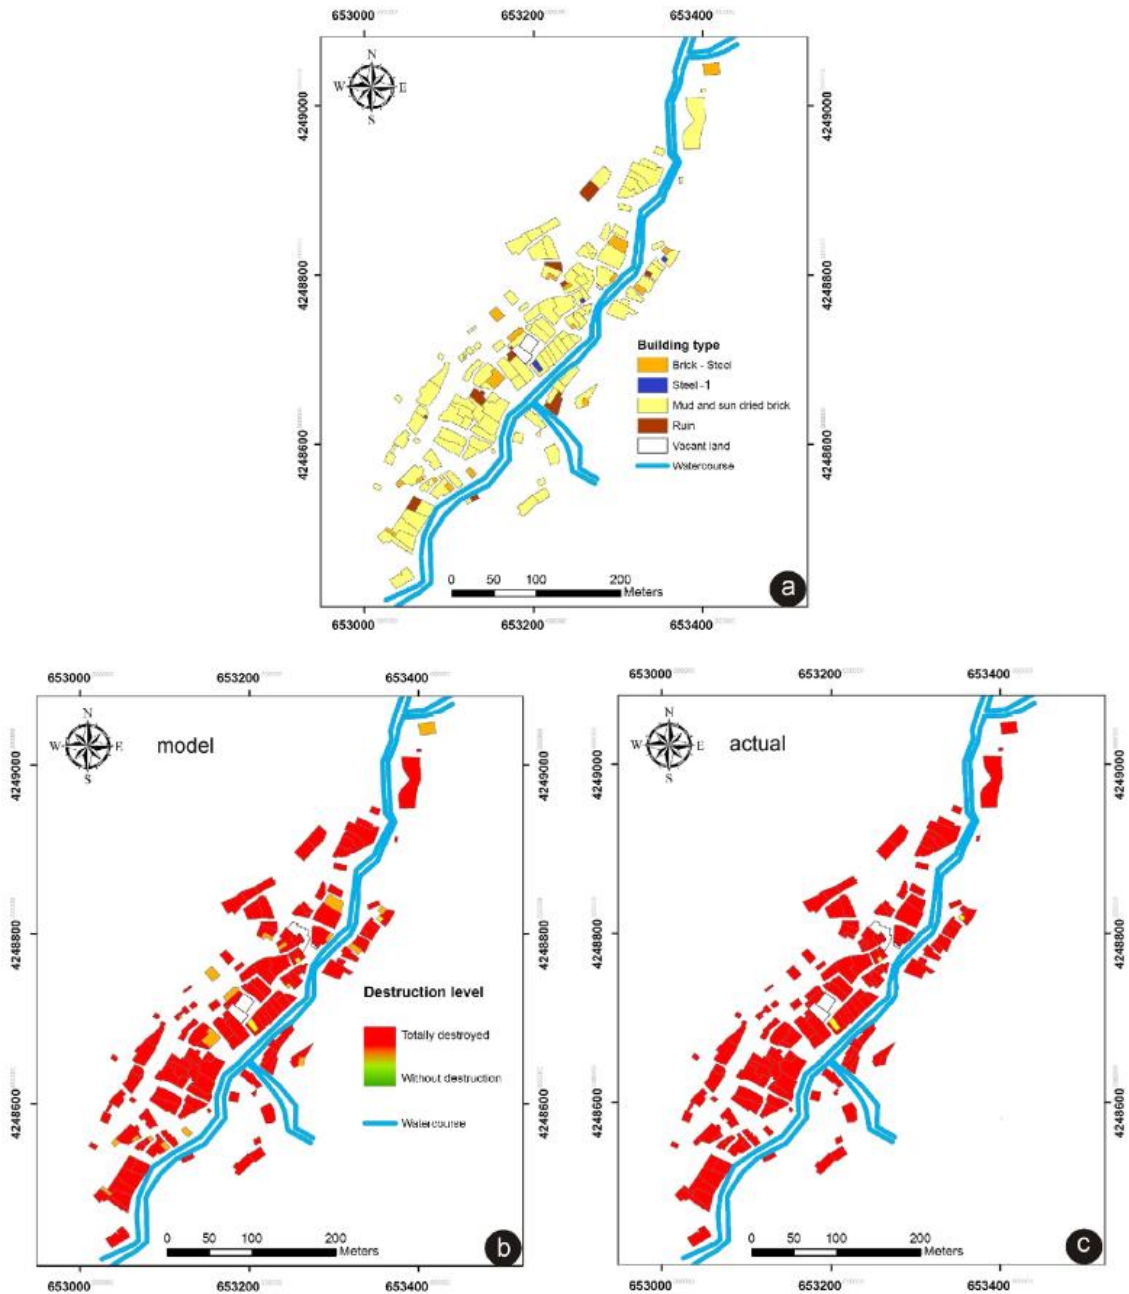 653000 653200 653400
N
W E
S
4249000 4249000
4248800 4248800
Building type
Brick - Steel
Steel -1
Mud and sun dried brick
Ruin
Vacant land
Watercourse
4248600 4248600
0 50 100 200
Meters
a
653000 653200 653400
653000 653200 653400
N
W E
S
model
4249000 4249000
4248800 4248800
Destruction level
Totally destroyed
Without destruction
Watercourse
4248600 4248600
0 50 100 200
Meters
b
653000 653200 653400
653000 653200 653400
N
W E
S
actual
4249000 4249000
4248800 4248800
4248600 4248600
0 50 100 200
Meters
c
653000 653200 653400